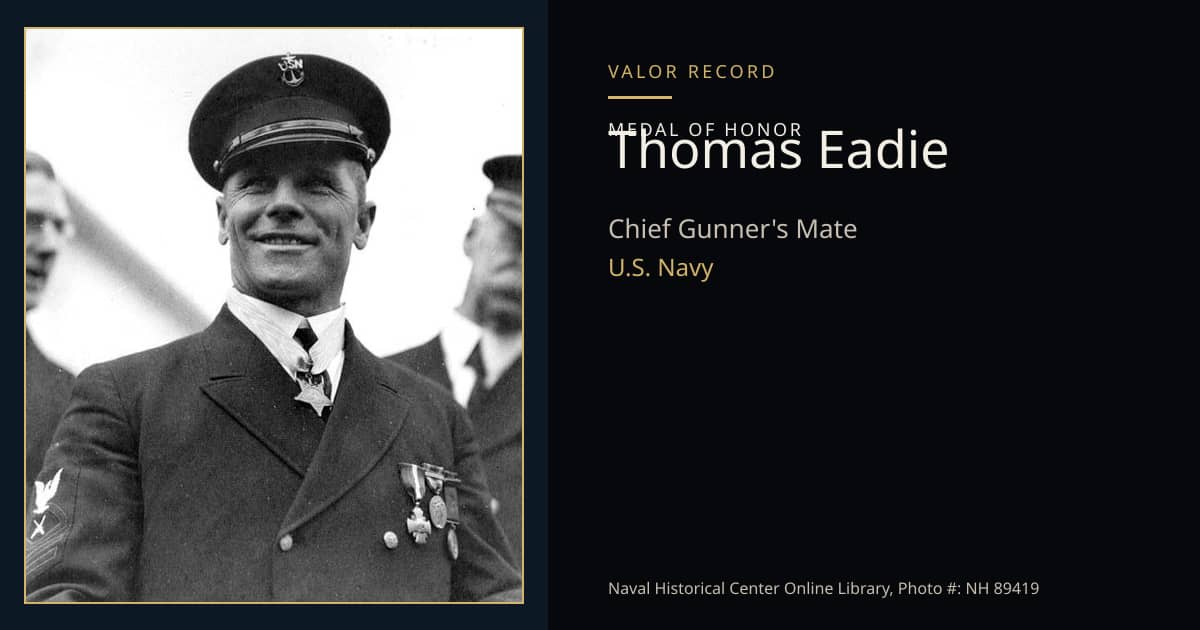 USN
VALOR RECORD
MEDAL OF HONOR
Thomas Eadie
Chief Gunner's Mate
U.S. Navy
Naval Historical Center Online Library, Photo #: NH 89419